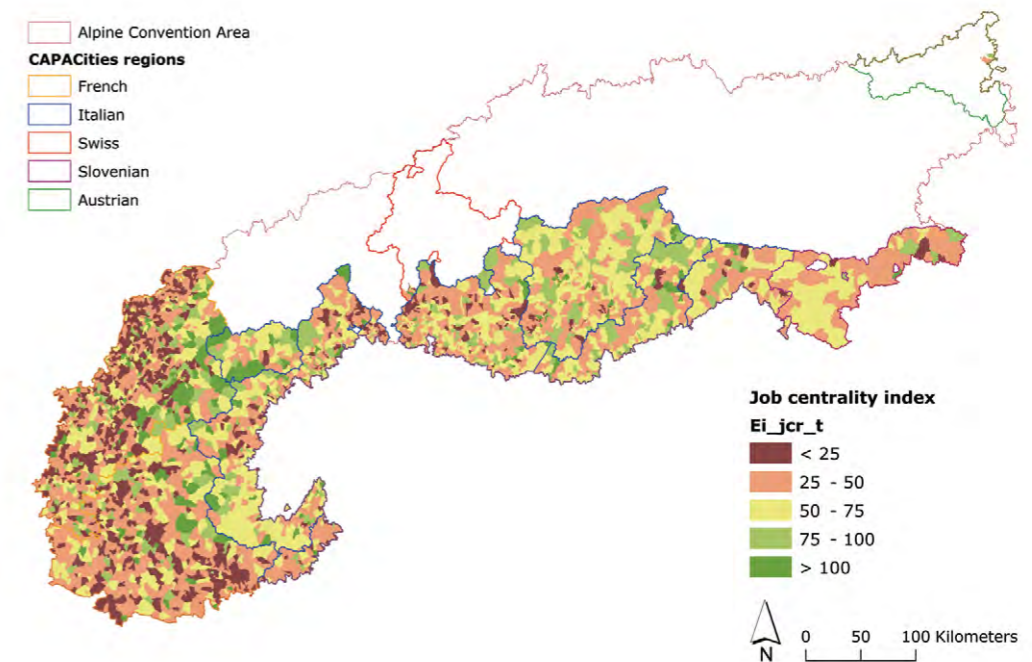 Alpine Convention Area
CAPACities regions
French
Italian
Swiss
Slovenian
Austrian
Job centrality index
Ei_jcr_t
< 25
25 - 50
50 - 75
75 - 100
> 100
N
0 50 100 Kilometers